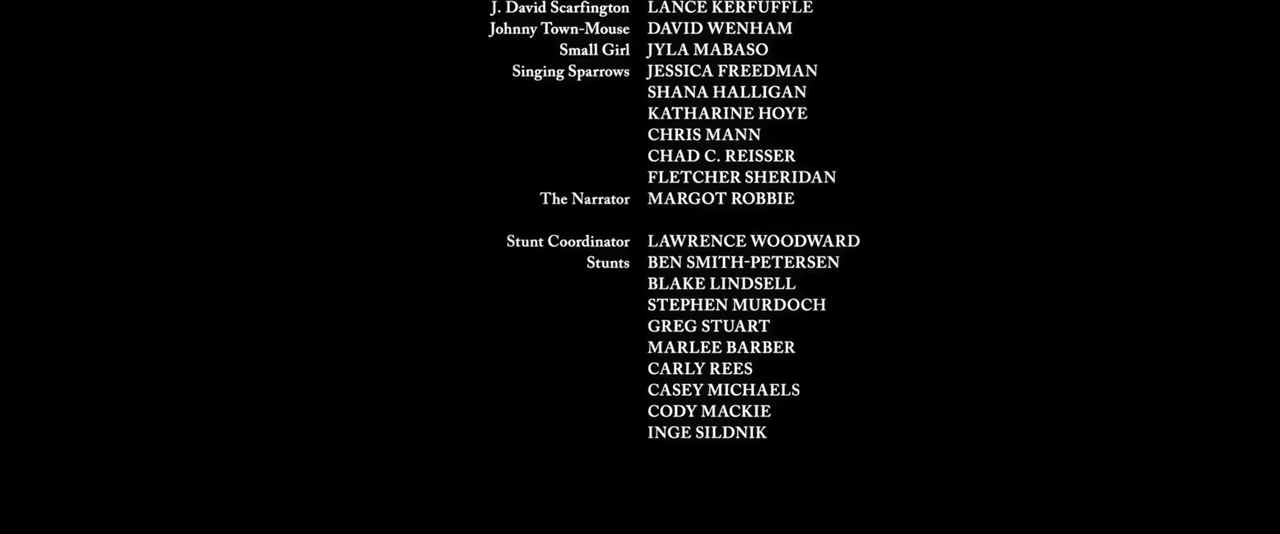 J. David Scarfington LANCE KERFUFFLE
Johnny Town-Mouse DAVID WENHAM
Small Girl JYLA MABASO
Singing Sparrows JESSICA FREEDMAN
SHANA HALLIGAN
KATHARINE HOYE
CHRIS MANN
CHAD C. REISSER
FLETCHER SHERIDAN
The Narrator MARGOT ROBBIE
Stunt Coordinator LAWRENCE WOODWARD
Stunts BEN SMITH-PETERSEN
BLAKE LINDSELL
STEPHEN MURDOCH
GREG STUART
MARLEE BARBER
CARLY REES
CASEY MICHAELS
CODY MACKIE
INGE SILDNIK